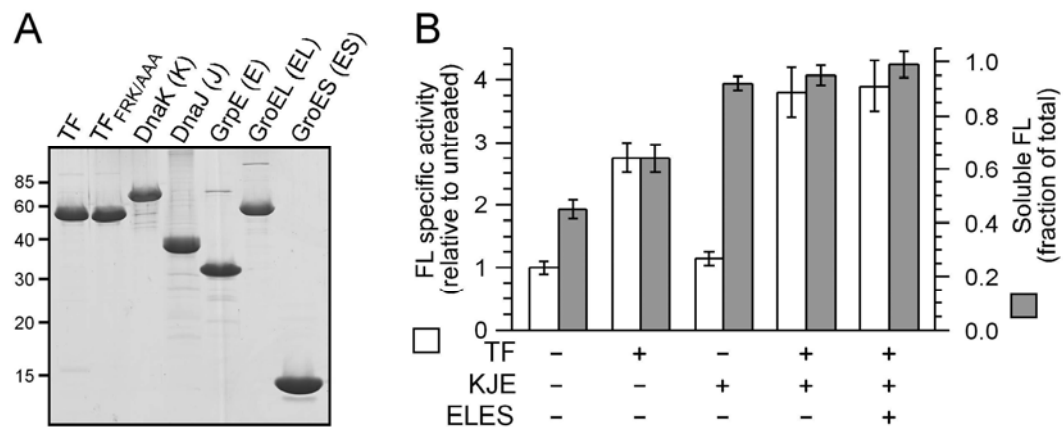 A
TF
TF FRK/AAA
DnaK (K)
DnaJ (J)
GrpE (E)
GroEL (EL)
GroES (ES)
85
60
40
30
20
15
B
FL specific activity
(relative to untreated)
4
3
2
1
0
1.0
0.8
0.6
0.4
0.2
0.0
Soluble FL
(fraction of total)
TF − + − + +
KJE − − + + +
ELES − − − − +